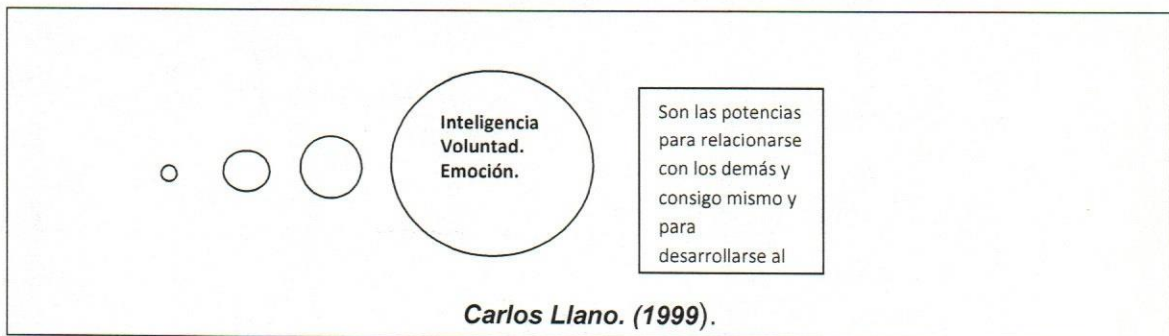 Inteligencia
Voluntad.
Emoción.
Son las potencias
para relacionarse
con los demás y
consigo mismo y
para
desarrollarse al
Carlos Llano. (1999).